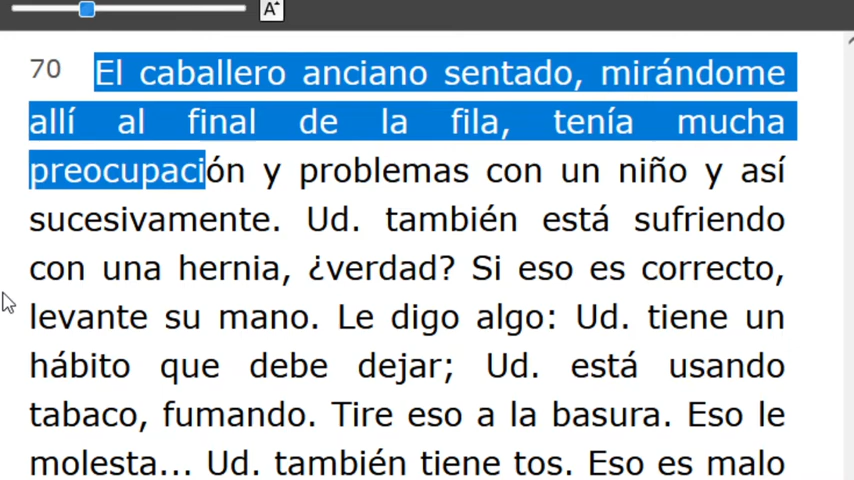 A
70 El caballero anciano sentado, mirándome
allí al final de la fila, tenía mucha
preocupación y problemas con un niño y así
sucesivamente. Ud. también está sufriendo
con una hernia, ¿verdad? Si eso es correcto,
levante su mano. Le digo algo: Ud. tiene un
hábito que debe dejar; Ud. está usando
tabaco, fumando. Tire eso a la basura. Eso le
molesta... Ud. también tiene tos. Eso es malo